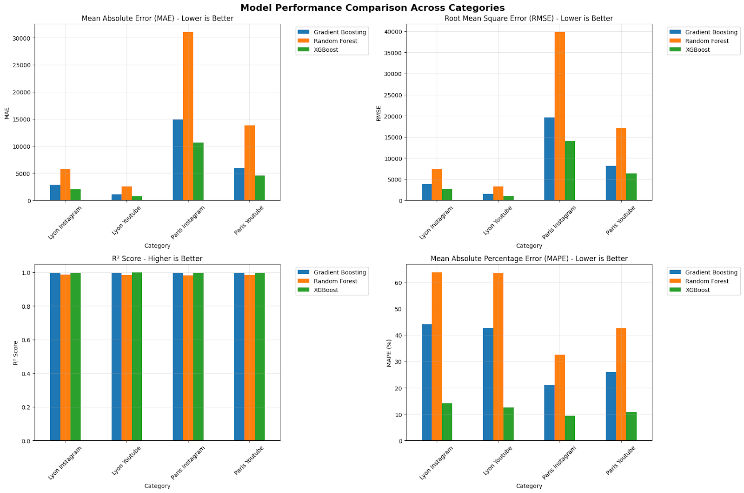 Model Performance Comparison Across Categories
Mean Absolute Error (MAE) - Lower is Better
30000
25000
20000
15000
10000
5000
0
MAE
Lyon Instagram
Lyon Youtube
Paris Instagram
Paris Youtube
Category
Gradient Boosting
Random Forest
XGBoost
Root Mean Square Error (RMSE) - Lower is Better
40000
35000
30000
25000
20000
15000
10000
5000
0
RMSE
Lyon Instagram
Lyon Youtube
Paris Instagram
Paris Youtube
Category
Gradient Boosting
Random Forest
XGBoost
R² Score - Higher is Better
1.0
0.8
0.6
0.4
0.2
0.0
R² Score
Lyon Instagram
Lyon Youtube
Paris Instagram
Paris Youtube
Category
Gradient Boosting
Random Forest
XGBoost
Mean Absolute Percentage Error (MAPE) - Lower is Better
60
50
40
30
20
10
0
MAPE (%)
Lyon Instagram
Lyon Youtube
Paris Instagram
Paris Youtube
Category
Gradient Boosting
Random Forest
XGBoost